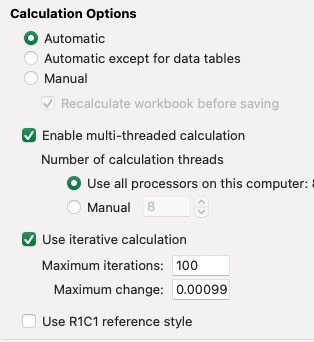 Calculation Options
Automatic
Automatic except for data tables
Manual
Recalculate workbook before saving
Enable multi-threaded calculation
Number of calculation threads
Use all processors on this computer:
Manual 8
Use iterative calculation
Maximum iterations: 100
Maximum change: 0.00099
Use R1C1 reference style